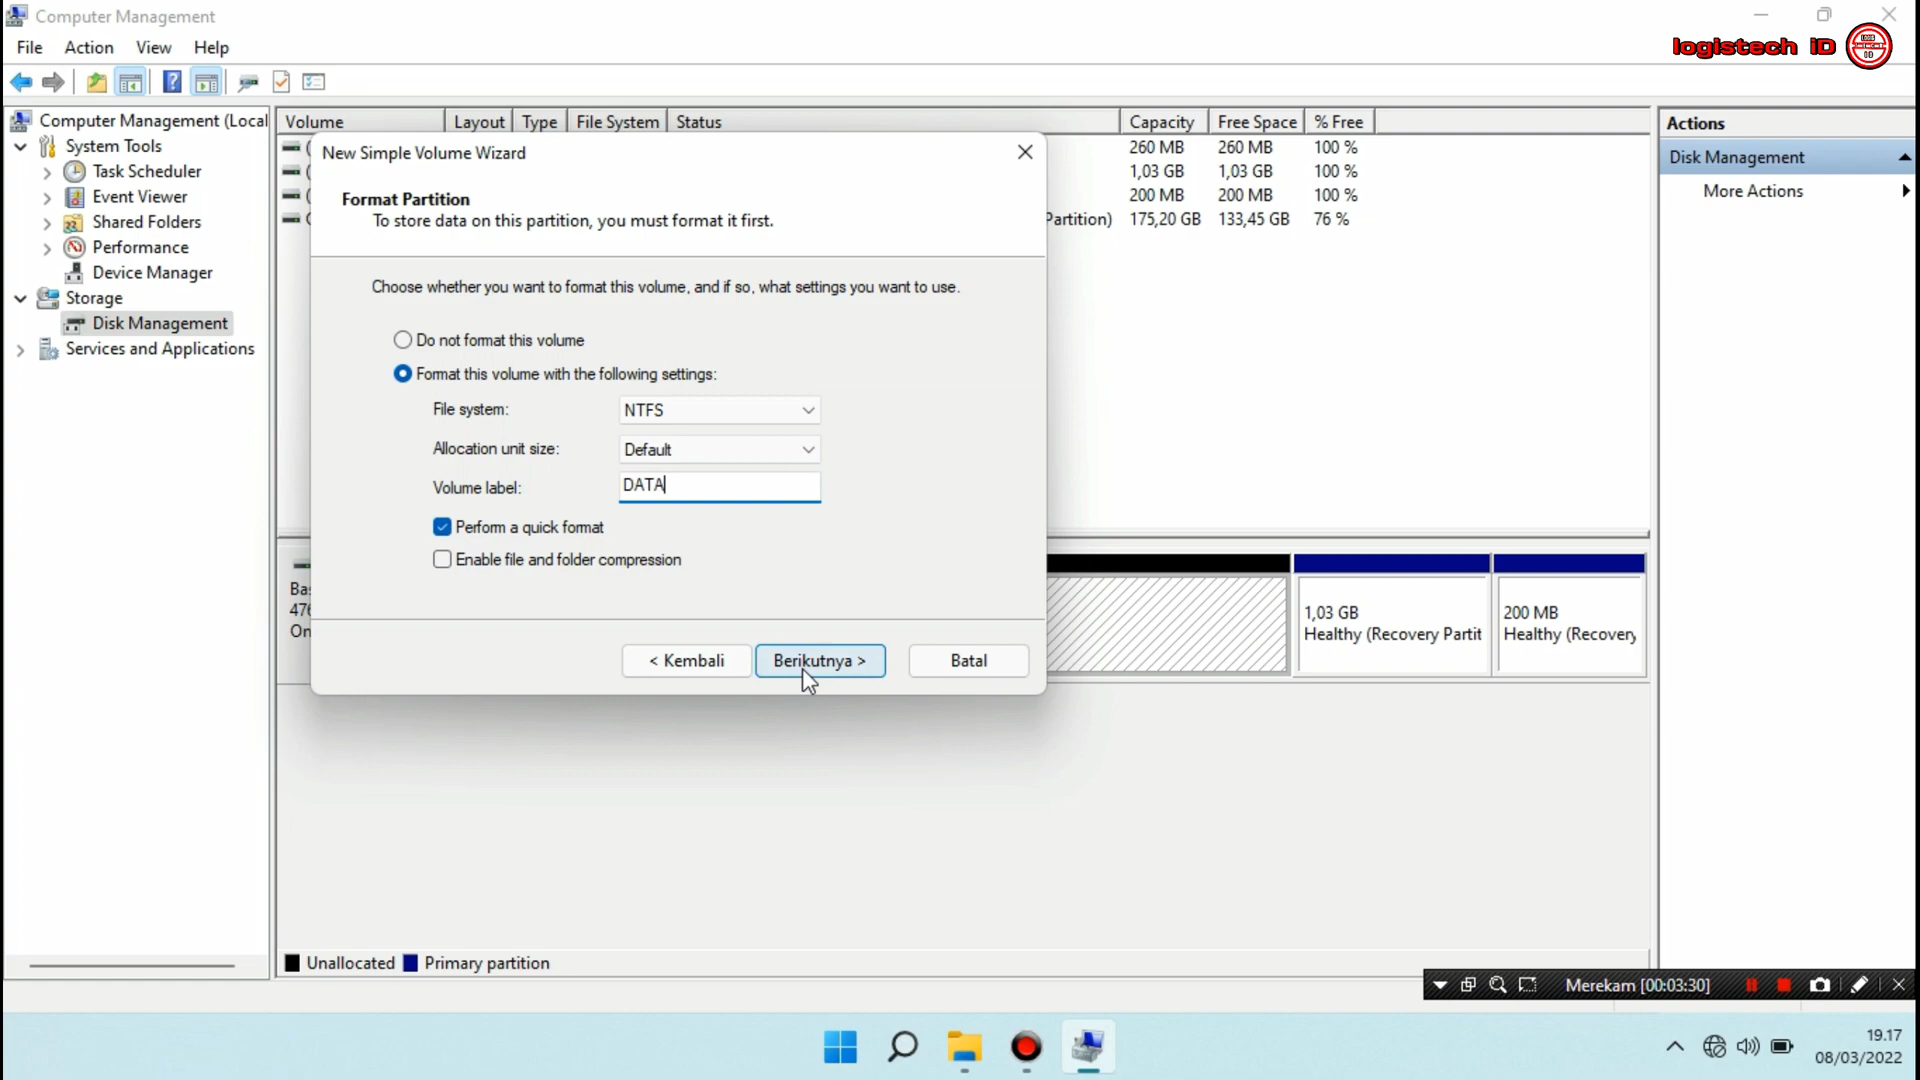 Computer Management
File Action View Help
logistech iD
Computer Management (Local
System Tools
Task Scheduler
Event Viewer
Shared Folders
Performance
Device Manager
Storage
Disk Management
Services and Applications
Volume Layout Type File System Status Capacity Free Space % Free
260 MB 260 MB 100 %
1,03 GB 1,03 GB 100 %
200 MB 200 MB 100 %
Partition) 175,20 GB 133,45 GB 76 %
New Simple Volume Wizard
Format Partition
To store data on this partition, you must format it first.
Choose whether you want to format this volume, and if so, what settings you want to use.
Do not format this volume
Format this volume with the following settings:
File system: NTFS
Allocation unit size: Default
Volume label: DATA
Perform a quick format
Enable file and folder compression
< Kembali Berikutnya > Batal
Bas
476
On
1,03 GB
Healthy (Recovery Partit
200 MB
Healthy (Recovery
Unallocated Primary partition
Actions
Disk Management
More Actions
Merekam [00:03:30]
19.17
08/03/2022